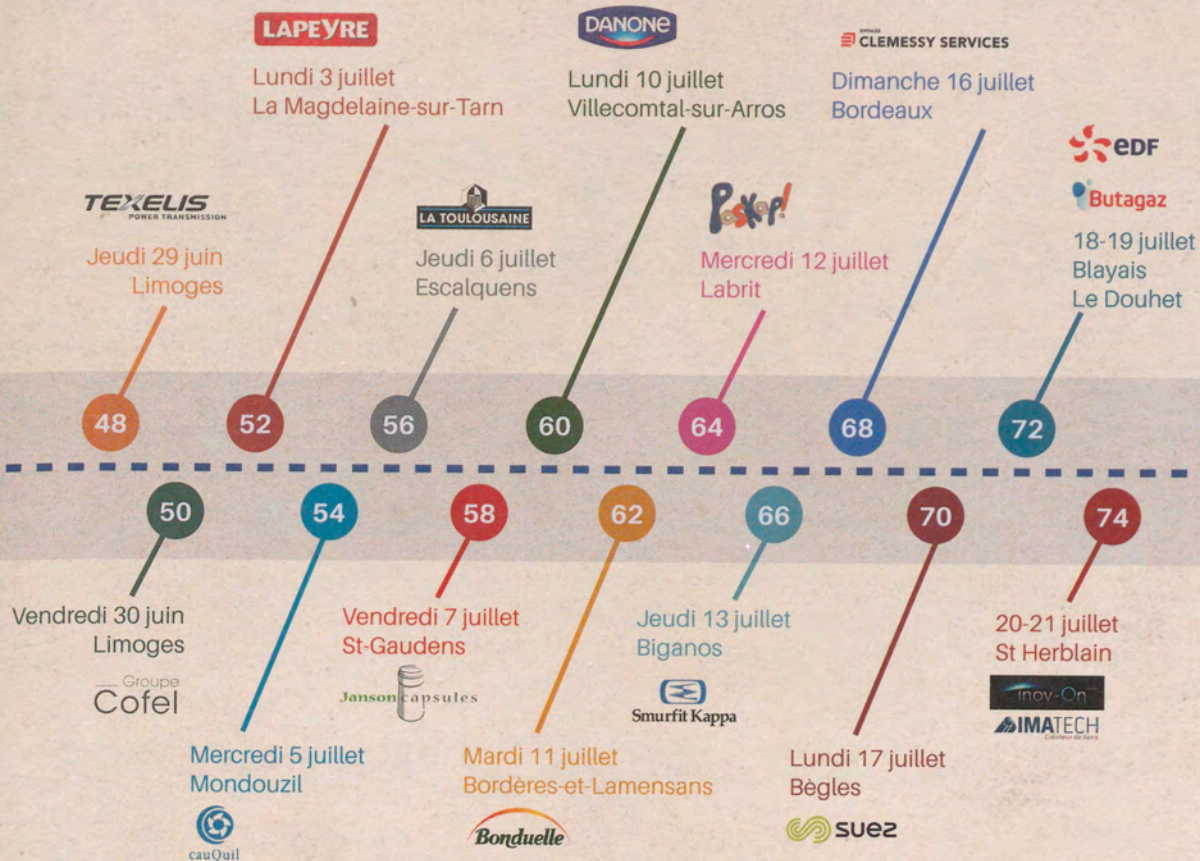 LAPEYRE
Lundi 3 juillet
La Magdelaine-sur-Tarn
DANONE
Lundi 10 juillet
Villecomtal-sur-Arros
CLEMESSY SERVICES
Dimanche 16 juillet
Bordeaux
TEXELIS
POWER TRANSMISSION
Jeudi 29 juin
Limoges
LA TOULOUSAINE
Jeudi 6 juillet
Escalquens
PasKap!
Mercredi 12 juillet
Labrit
eDF
Butagaz
18-19 juillet
Blayais
Le Douhet
48
52
56
60
64
68
72
50
54
58
62
66
70
74
Vendredi 30 juin
Limoges
Groupe
Cofel
Mercredi 5 juillet
Mondouzil
cauQuil
Vendredi 7 juillet
St-Gaudens
Janson capsules
Mardi 11 juillet
Bordères-et-Lamensans
Bonduelle
Jeudi 13 juillet
Biganos
Smurfit Kappa
Lundi 17 juillet
Bègles
suez
20-21 juillet
St Herblain
inov-On
IMATECH